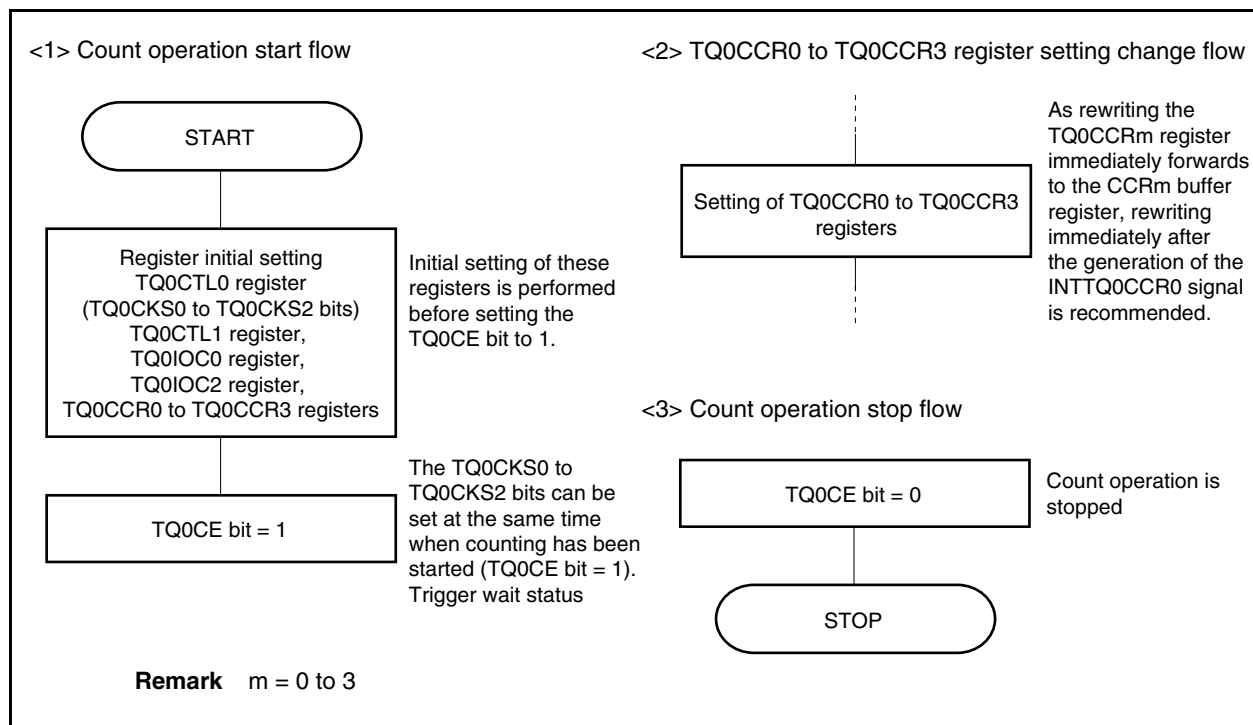 <1> Count operation start flow
START
Register initial setting
TQ0CTL0 register
(TQ0CKS0 to TQ0CKS2 bits)
TQ0CTL1 register,
TQ0IOC0 register,
TQ0IOC2 register,
TQ0CCR0 to TQ0CCR3 registers
Initial setting of these
registers is performed
before setting the
TQ0CE bit to 1.
TQ0CE bit = 1
The TQ0CKS0 to
TQ0CKS2 bits can be
set at the same time
when counting has been
started (TQ0CE bit = 1).
Trigger wait status
<2> TQ0CCR0 to TQ0CCR3 register setting change flow
Setting of TQ0CCR0 to TQ0CCR3
registers
As rewriting the
TQ0CCRm register
immediately forwards
to the CCRm buffer
register, rewriting
immediately after
the generation of the
INTTQ0CCR0 signal
is recommended.
<3> Count operation stop flow
TQ0CE bit = 0
Count operation is
stopped
STOP
Remark m = 0 to 3